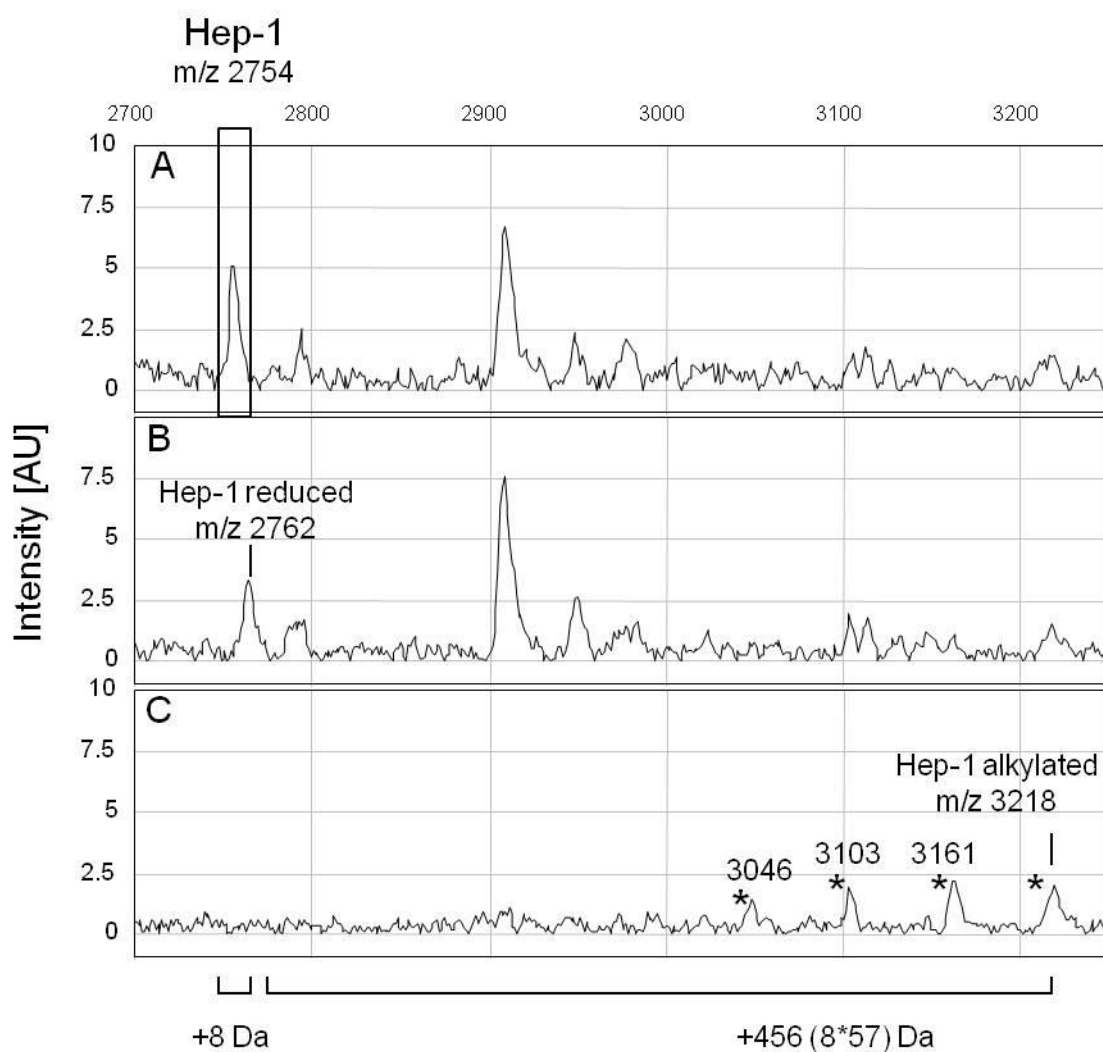 Hep-1
m/z 2754
2700 2800 2900 3000 3100 3200
10
A
7.5
5
2.5
0
Intensity [AU]
B
7.5
Hep-1 reduced
m/z 2762
5
2.5
0
10
C
7.5
Hep-1 alkylated
m/z 3218
5
3046 3103 3161
2.5
* * * *
0
+8 Da +456 (8*57) Da